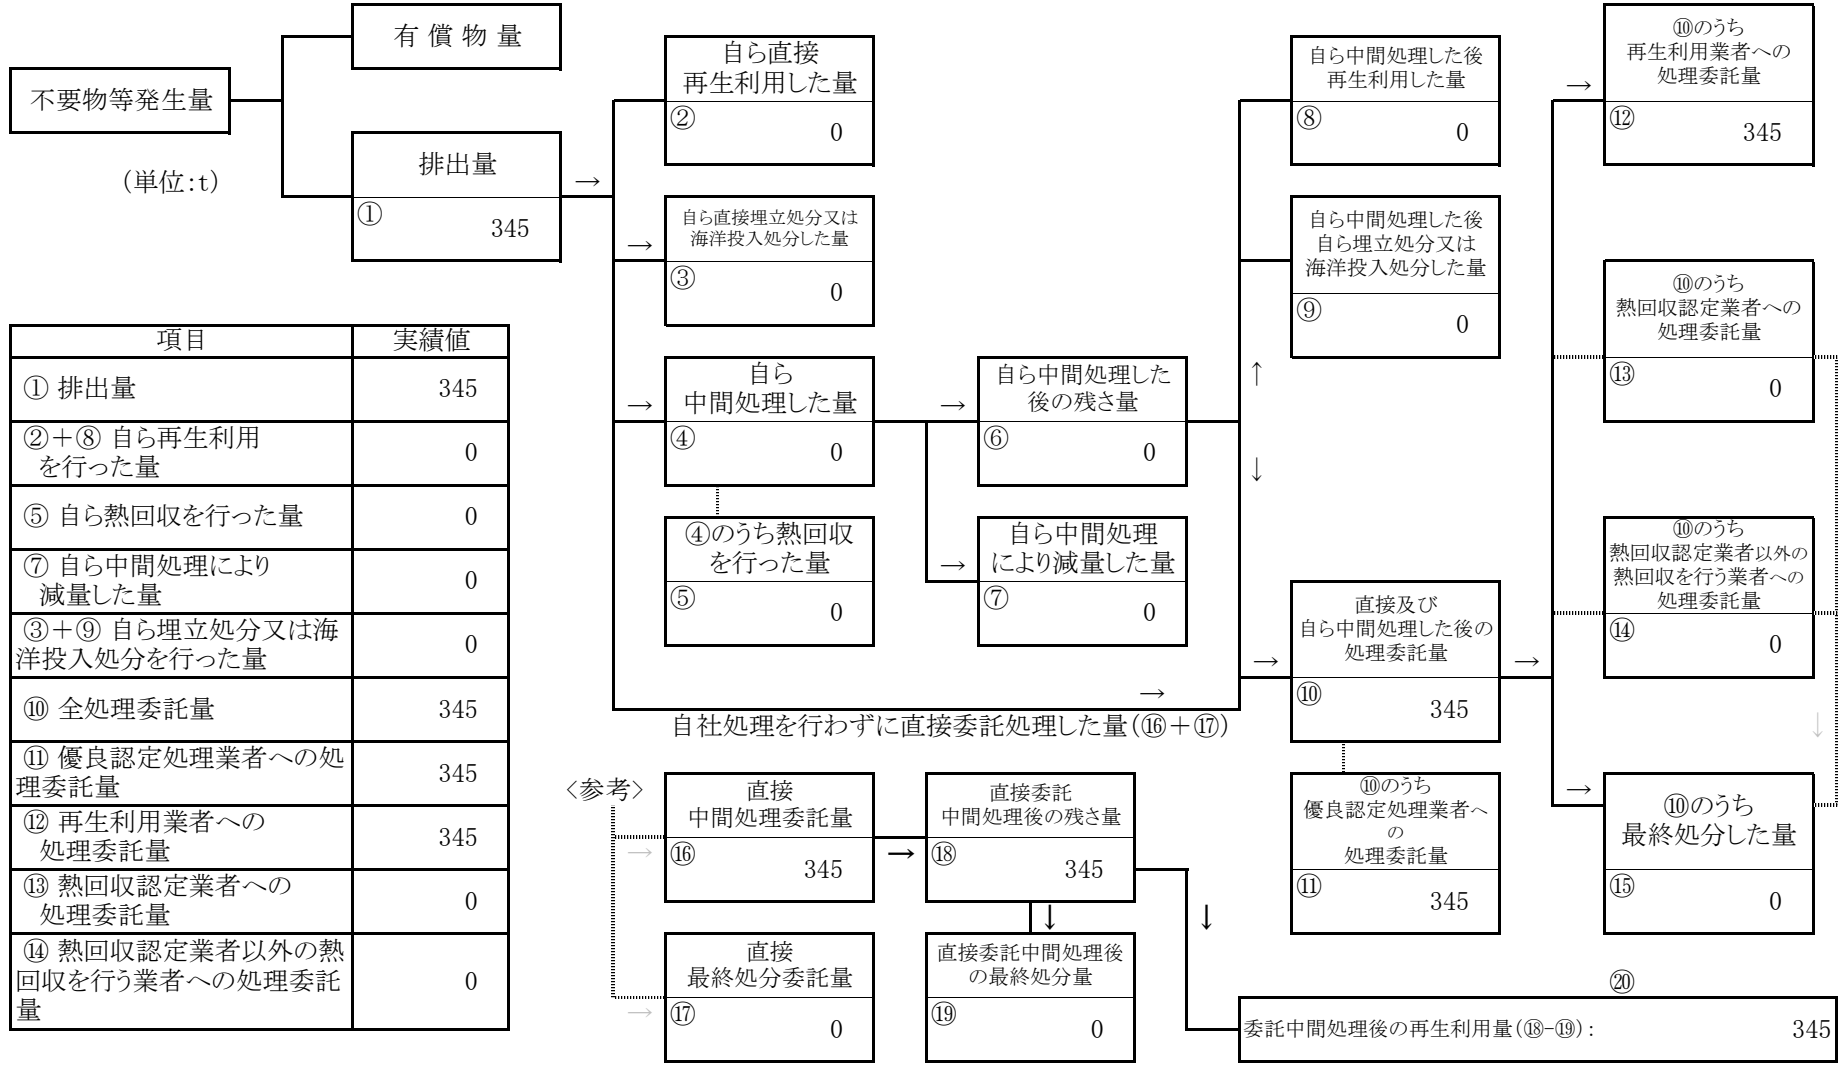 有 償 物 量
不要物等発生量
(単位:t)
排出量
→
①
345
自ら直接
再生利用した量
②
0
自ら直接埋立処分又は
海洋投入処分した量
→
③
0
自ら
中間処理した量
→
④
0
④のうち熱回収
を行った量
⑤
0
自ら中間処理した
後の残さ量
→
⑥
0
自ら中間処理
により減量した量
→
⑦
0
自ら中間処理した後
再生利用した量
⑧
0
自ら中間処理した後
自ら埋立処分又は
海洋投入処分した量
⑨
0
↑
↓
直接及び
自ら中間処理した後の
処理委託量
→
⑩
345
→
自社処理を行わずに直接委託処理した量(⑯+⑰)
⑩のうち
優良認定処理業者へ
の
処理委託量
⑪
345
→
⑩のうち
再生利用業者への
処理委託量
→
⑫
345
⑩のうち
熱回収認定業者への
処理委託量
⑬
0
⑩のうち
熱回収認定業者以外の
熱回収を行う業者への
処理委託量
⑭
0
↓
⑩のうち
最終処分した量
→
⑮
0
項目 実績値
① 排出量 345
②+⑧ 自ら再生利用
を行った量 0
⑤ 自ら熱回収を行った量 0
⑦ 自ら中間処理により
減量した量 0
③+⑨ 自ら埋立処分又は海
洋投入処分を行った量 0
⑩ 全処理委託量 345
⑪ 優良認定処理業者への処
理委託量 345
⑫ 再生利用業者への
処理委託量 345
⑬ 熱回収認定業者への
処理委託量 0
⑭ 熱回収認定業者以外の熱
回収を行う業者への処理委託
量 0
<参考>
直接
中間処理委託量
→
⑯
345
直接
最終処分委託量
→
⑰
0
直接委託
中間処理後の残さ量
→
⑱
345
↓
直接委託中間処理後
の最終処分量
⑲
0
↓
⑳
委託中間処理後の再生利用量(⑱-⑲): 345